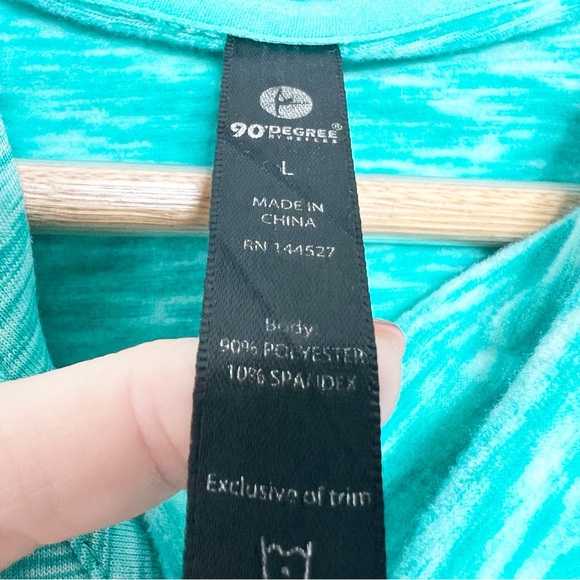 90°DEGREE®
BY REFLEX
L
MADE IN
CHINA
RN 144527
Body
90% POLYESTER
10% SPANDEX
Exclusive of trim